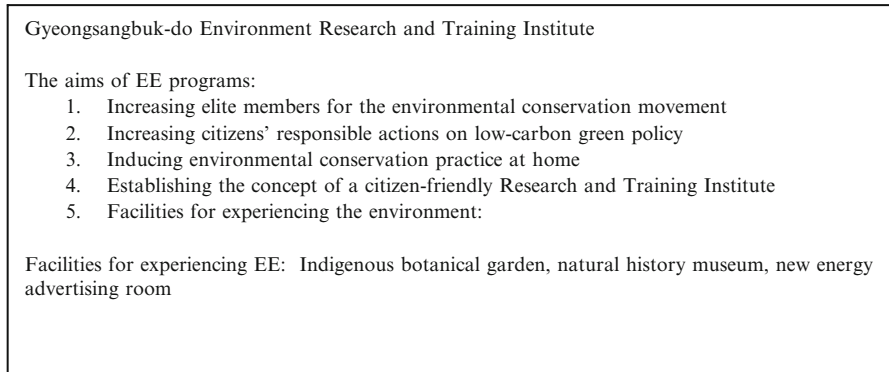 Gyeongsangbuk-do Environment Research and Training Institute
The aims of EE programs:
1. Increasing elite members for the environmental conservation movement
2. Increasing citizens’ responsible actions on low-carbon green policy
3. Inducing environmental conservation practice at home
4. Establishing the concept of a citizen-friendly Research and Training Institute
5. Facilities for experiencing the environment:
Facilities for experiencing EE: Indigenous botanical garden, natural history museum, new energy
advertising room